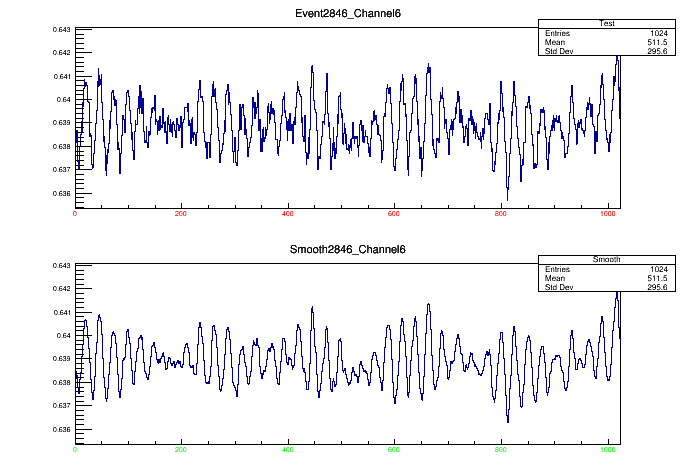 Event2846_Channel6
Test
Entries 1024
Mean 511.5
Std Dev 295.6
0.643
0.642
0.641
0.64
0.639
0.638
0.637
0.636
0 200 400 600 800 1000
Smooth2846_Channel6
Smooth
Entries 1024
Mean 511.5
Std Dev 295.6
0.643
0.642
0.641
0.64
0.639
0.638
0.637
0.636
0 200 400 600 800 1000